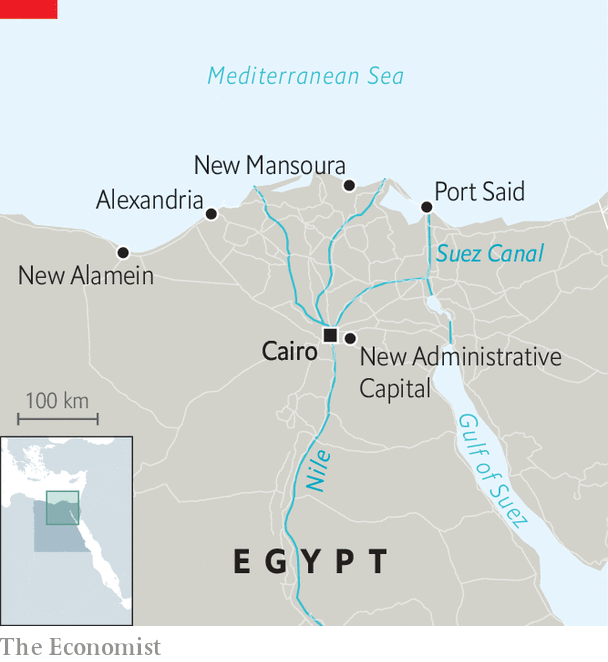 Mediterranean Sea
New Mansoura
Alexandria
Port Said
Suez Canal
New Alamein
Cairo
New Administrative
Capital
100 km
Gulf of Suez
Nile
EGYPT
The Economist